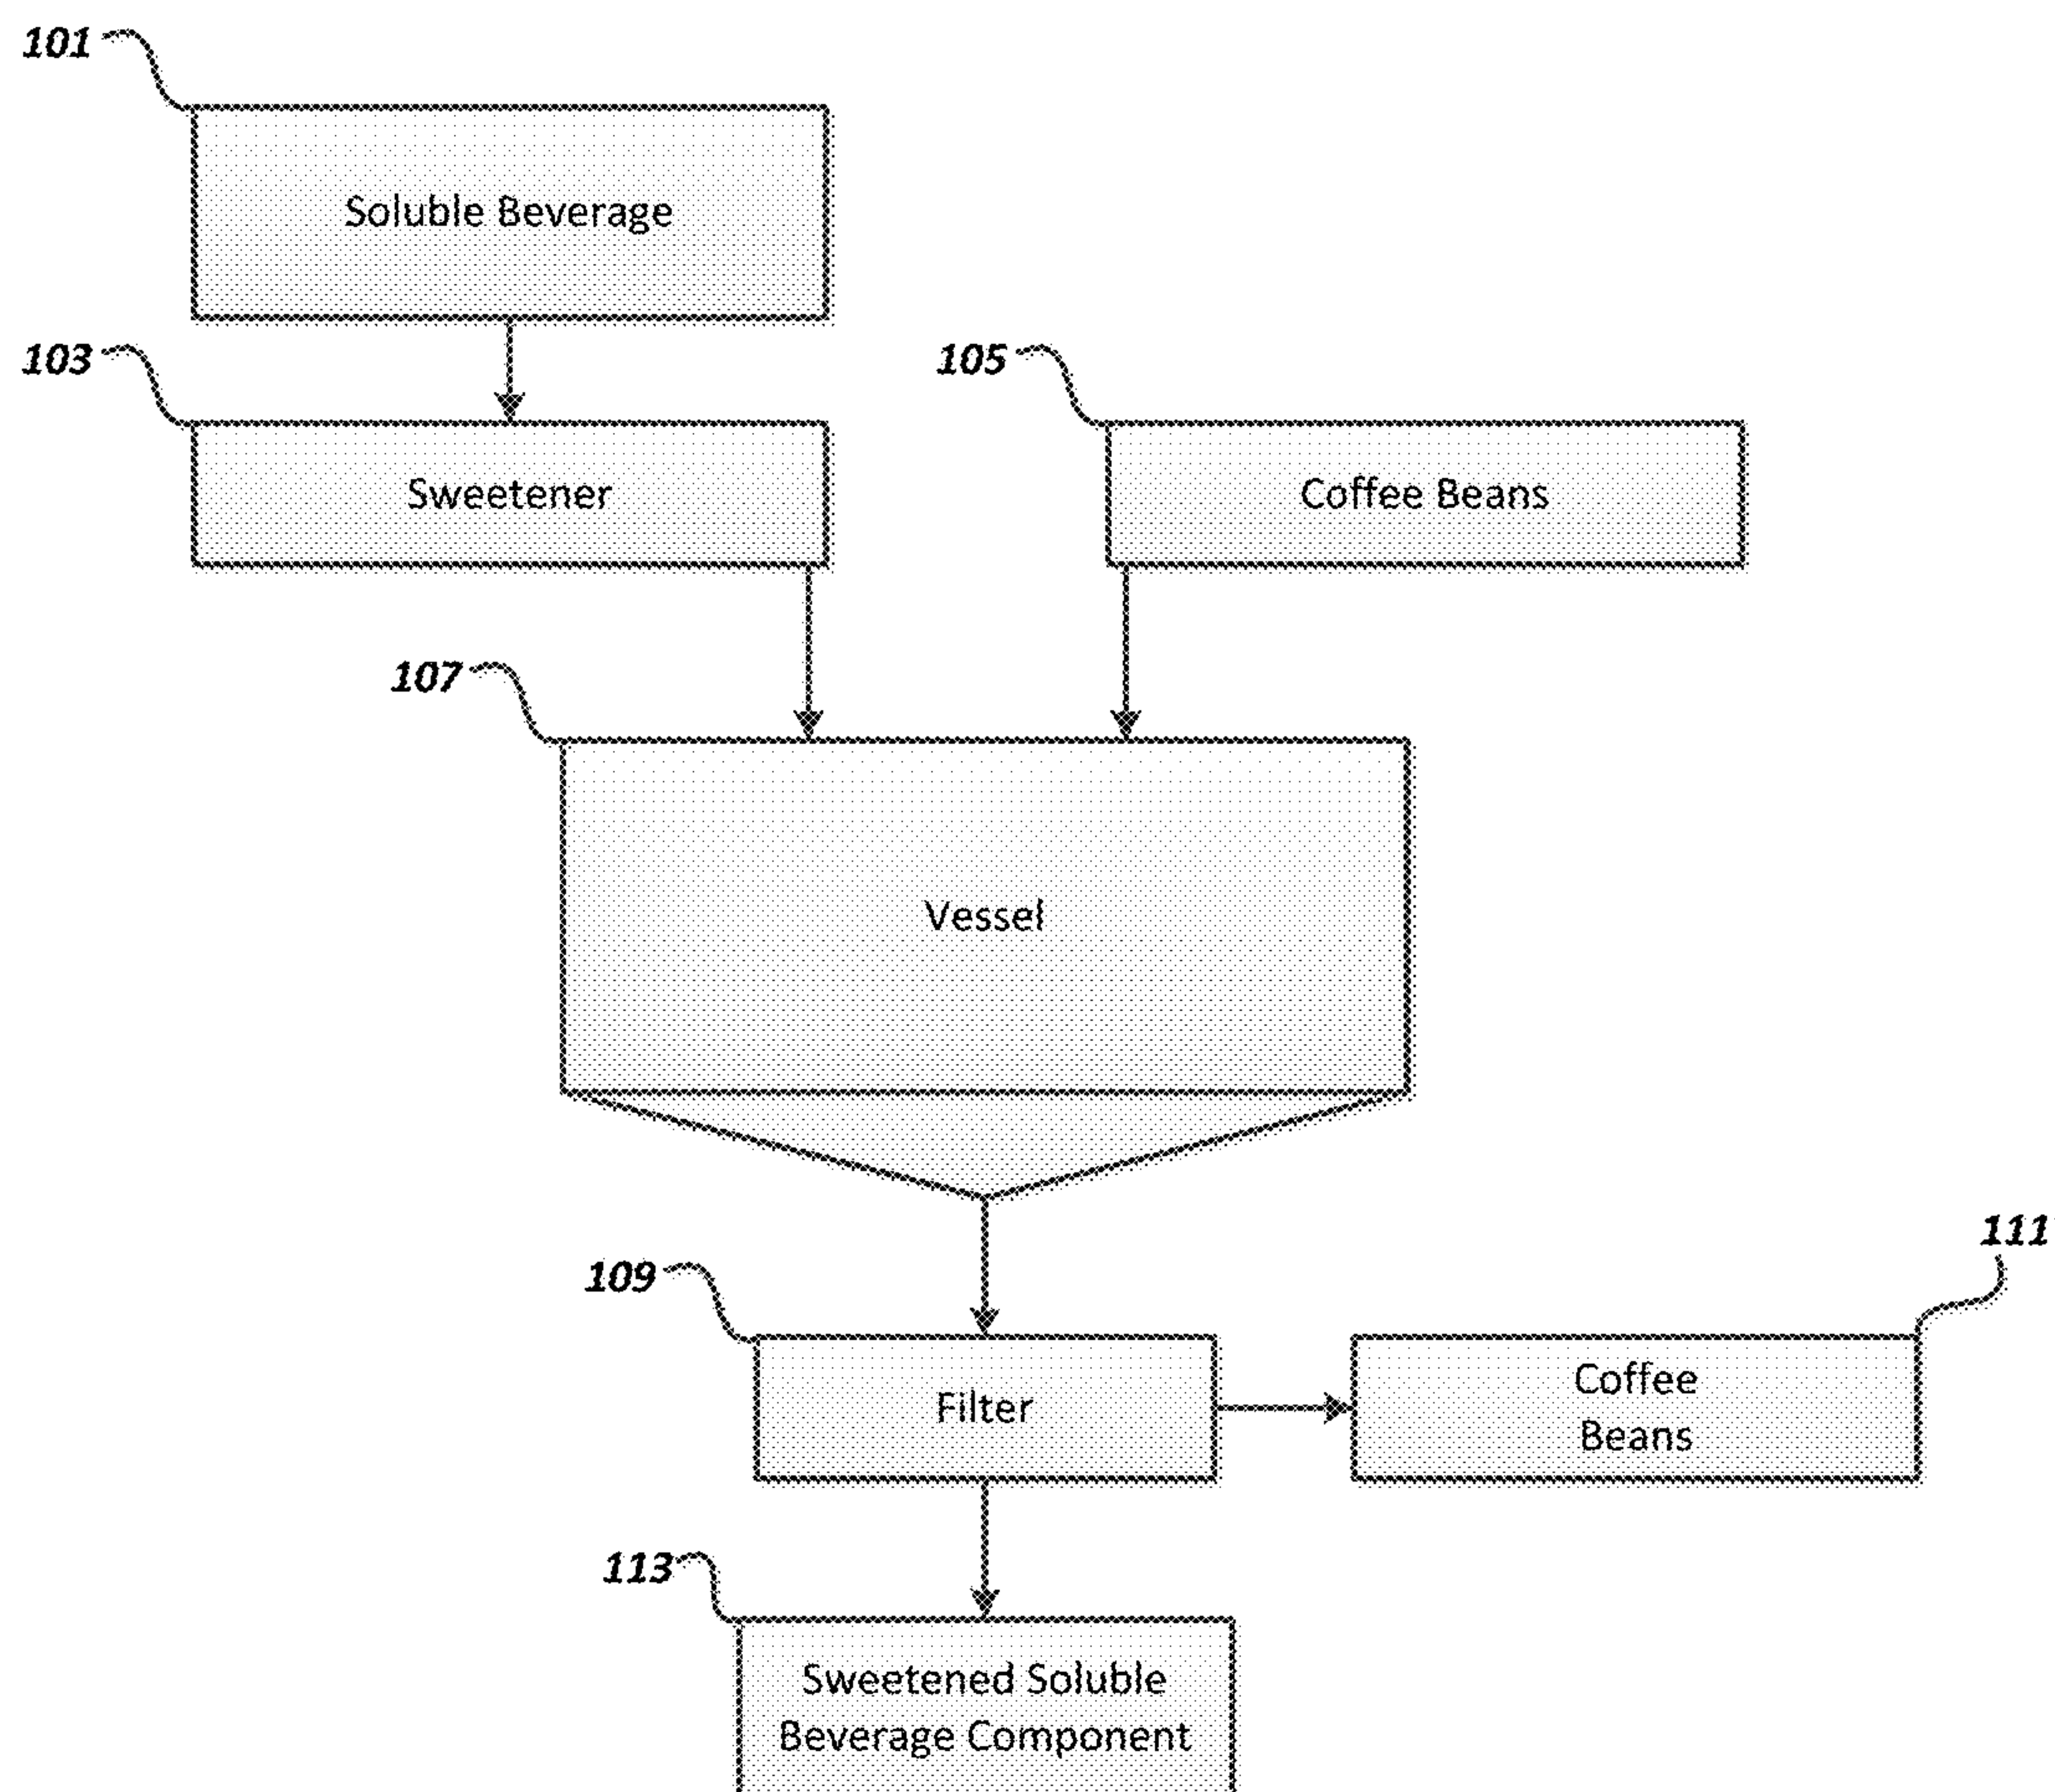 101
Soluble Beverage
103
Sweetener
105
Coffee Beans
107
Vessel
109
Filter
111
Coffee
Beans
113
Sweetened Soluble
Beverage Component